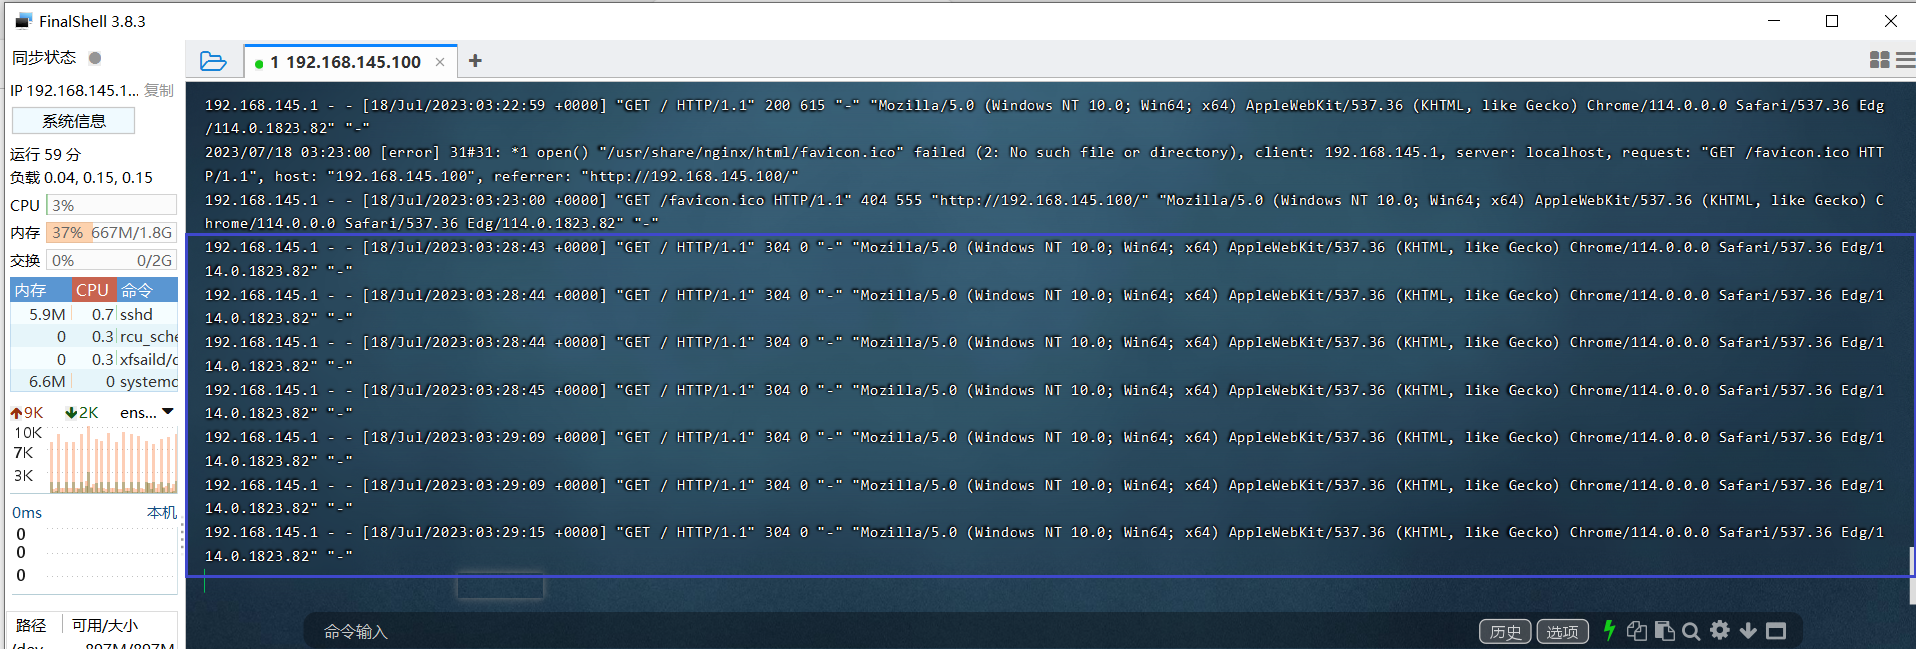 FinalShell 3.8.3
同步状态
IP 192.168.145.1... 复制
系统信息
运行 59 分
负载 0.04, 0.15, 0.15
CPU 3%
内存 37% 667M/1.8G
交换 0% 0/2G
内存 CPU 命令
5.9M 0.7 sshd
0 0.3 rcu_sche
0 0.3 xfsaild/d
6.6M 0 systemd
9K 2K ens...
10K
7K
3K
0ms 本机
0
0
0
路径 可用/大小
/dev 897M/897M
1 192.168.145.100
192.168.145.1 - - [18/Jul/2023:03:22:59 +0000] "GET / HTTP/1.1" 200 615 "-" "Mozilla/5.0 (Windows NT 10.0; Win64; x64) AppleWebKit/537.36 (KHTML, like Gecko) Chrome/114.0.0.0 Safari/537.36 Edg
/114.0.1823.82" "-"
2023/07/18 03:23:00 [error] 31#31: *1 open() "/usr/share/nginx/html/favicon.ico" failed (2: No such file or directory), client: 192.168.145.1, server: localhost, request: "GET /favicon.ico HTT
P/1.1", host: "192.168.145.100", referrer: "http://192.168.145.100/"
192.168.145.1 - - [18/Jul/2023:03:23:00 +0000] "GET /favicon.ico HTTP/1.1" 404 555 "http://192.168.145.100/" "Mozilla/5.0 (Windows NT 10.0; Win64; x64) AppleWebKit/537.36 (KHTML, like Gecko) C
hrome/114.0.0.0 Safari/537.36 Edg/114.0.1823.82" "-"
192.168.145.1 - - [18/Jul/2023:03:28:43 +0000] "GET / HTTP/1.1" 304 0 "-" "Mozilla/5.0 (Windows NT 10.0; Win64; x64) AppleWebKit/537.36 (KHTML, like Gecko) Chrome/114.0.0.0 Safari/537.36 Edg/1
14.0.1823.82" "-"
192.168.145.1 - - [18/Jul/2023:03:28:44 +0000] "GET / HTTP/1.1" 304 0 "-" "Mozilla/5.0 (Windows NT 10.0; Win64; x64) AppleWebKit/537.36 (KHTML, like Gecko) Chrome/114.0.0.0 Safari/537.36 Edg/1
14.0.1823.82" "-"
192.168.145.1 - - [18/Jul/2023:03:28:44 +0000] "GET / HTTP/1.1" 304 0 "-" "Mozilla/5.0 (Windows NT 10.0; Win64; x64) AppleWebKit/537.36 (KHTML, like Gecko) Chrome/114.0.0.0 Safari/537.36 Edg/1
14.0.1823.82" "-"
192.168.145.1 - - [18/Jul/2023:03:28:45 +0000] "GET / HTTP/1.1" 304 0 "-" "Mozilla/5.0 (Windows NT 10.0; Win64; x64) AppleWebKit/537.36 (KHTML, like Gecko) Chrome/114.0.0.0 Safari/537.36 Edg/1
14.0.1823.82" "-"
192.168.145.1 - - [18/Jul/2023:03:29:09 +0000] "GET / HTTP/1.1" 304 0 "-" "Mozilla/5.0 (Windows NT 10.0; Win64; x64) AppleWebKit/537.36 (KHTML, like Gecko) Chrome/114.0.0.0 Safari/537.36 Edg/1
14.0.1823.82" "-"
192.168.145.1 - - [18/Jul/2023:03:29:09 +0000] "GET / HTTP/1.1" 304 0 "-" "Mozilla/5.0 (Windows NT 10.0; Win64; x64) AppleWebKit/537.36 (KHTML, like Gecko) Chrome/114.0.0.0 Safari/537.36 Edg/1
14.0.1823.82" "-"
192.168.145.1 - - [18/Jul/2023:03:29:15 +0000] "GET / HTTP/1.1" 304 0 "-" "Mozilla/5.0 (Windows NT 10.0; Win64; x64) AppleWebKit/537.36 (KHTML, like Gecko) Chrome/114.0.0.0 Safari/537.36 Edg/1
14.0.1823.82" "-"
命令输入
历史 选项